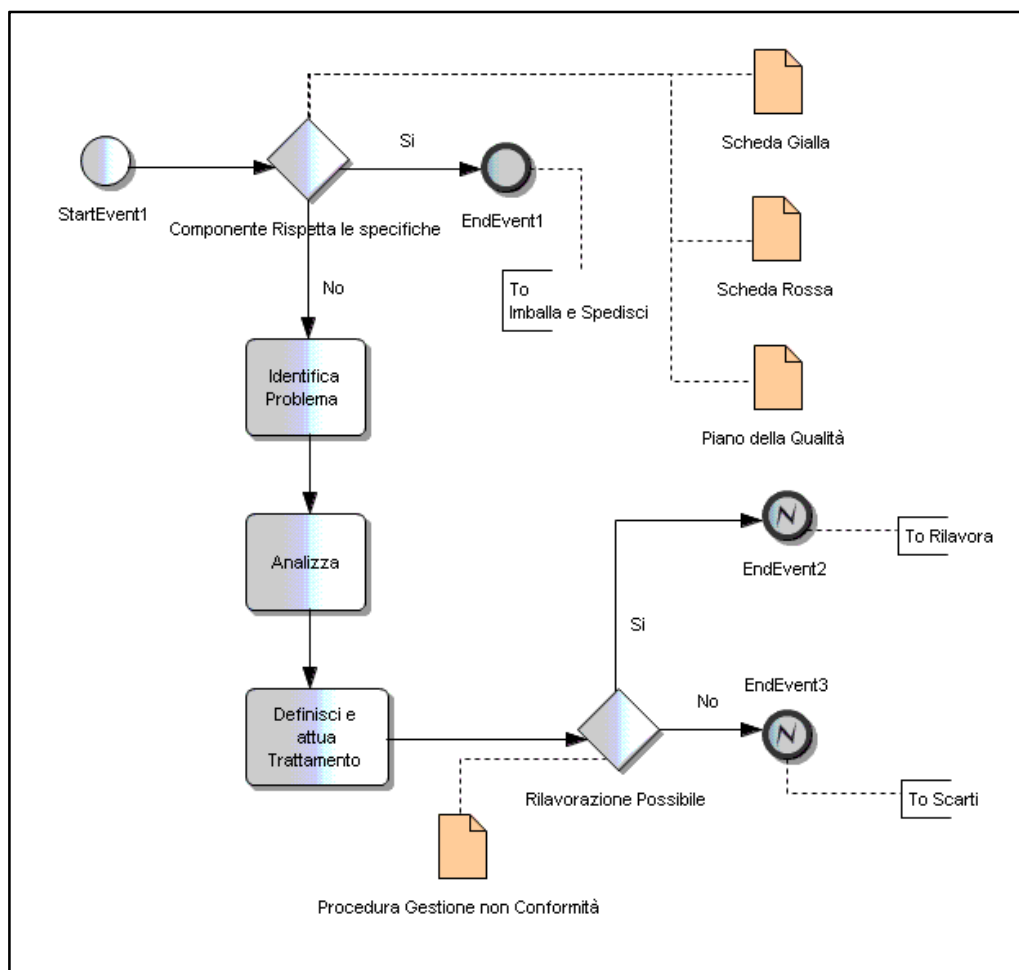 Scheda Gialla
StartEvent1
Si
Componente Rispetta le specifiche
EndEvent1
To
Imballa e Spedisci
Scheda Rossa
No
Identifica
Problema
Piano della Qualità
Analizza
EndEvent2
To Rilavora
Si
Definisci e
attua
Trattamento
Rilavorazione Possibile
No
EndEvent3
To Scarti
Procedura Gestione non Conformità